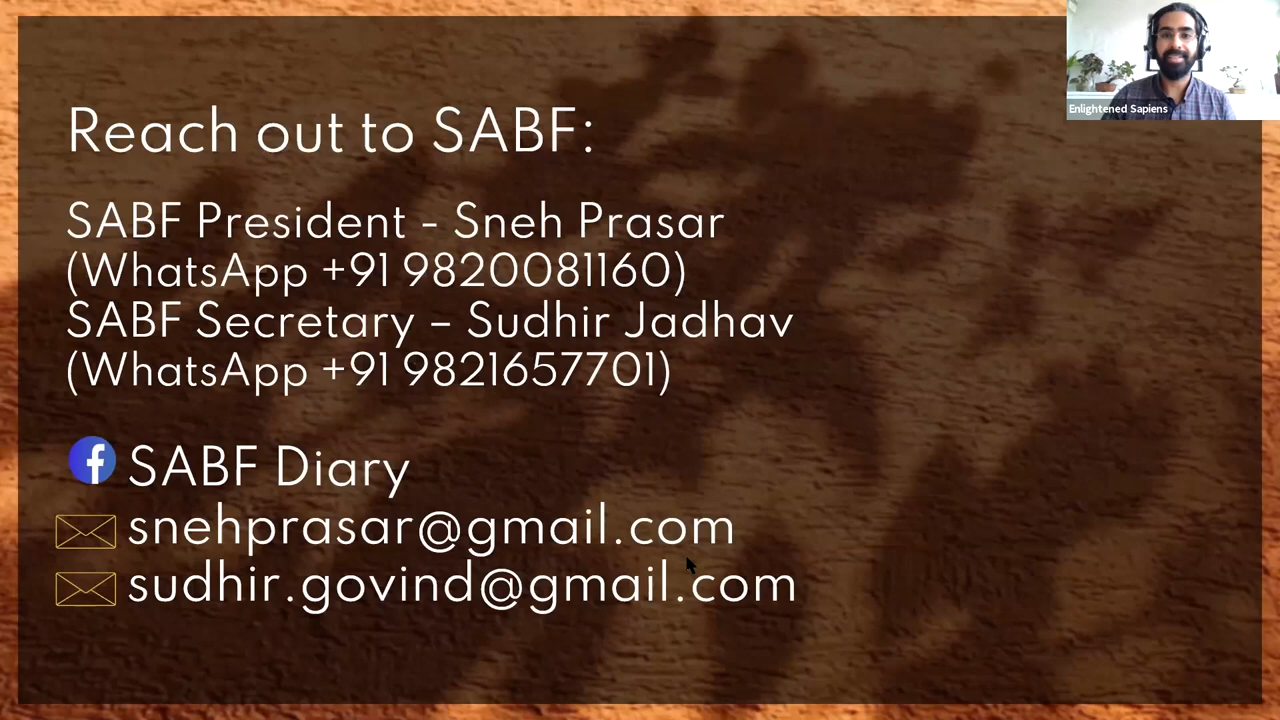 Reach out to SABF:
SABF President - Sneh Prasar
(WhatsApp +91 9820081160)
SABF Secretary – Sudhir Jadhav
(WhatsApp +91 9821657701)
SABF Diary
snehprasar@gmail.com
sudhir.govind@gmail.com
Enlightened Sapiens